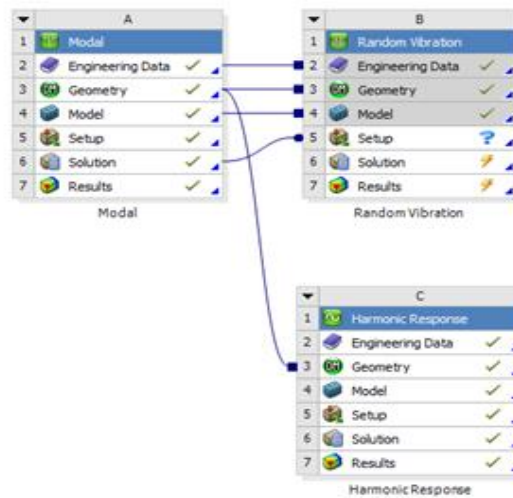 A
1 Modal
2 Engineering Data
3 Geometry
4 Model
5 Setup
6 Solution
7 Results
Modal
B
1 Random Vibration
2 Engineering Data
3 Geometry
4 Model
5 Setup ?
6 Solution
7 Results
Random Vibration
C
1 Harmonic Response
2 Engineering Data
3 Geometry
4 Model
5 Setup
6 Solution
7 Results
Harmonic Response